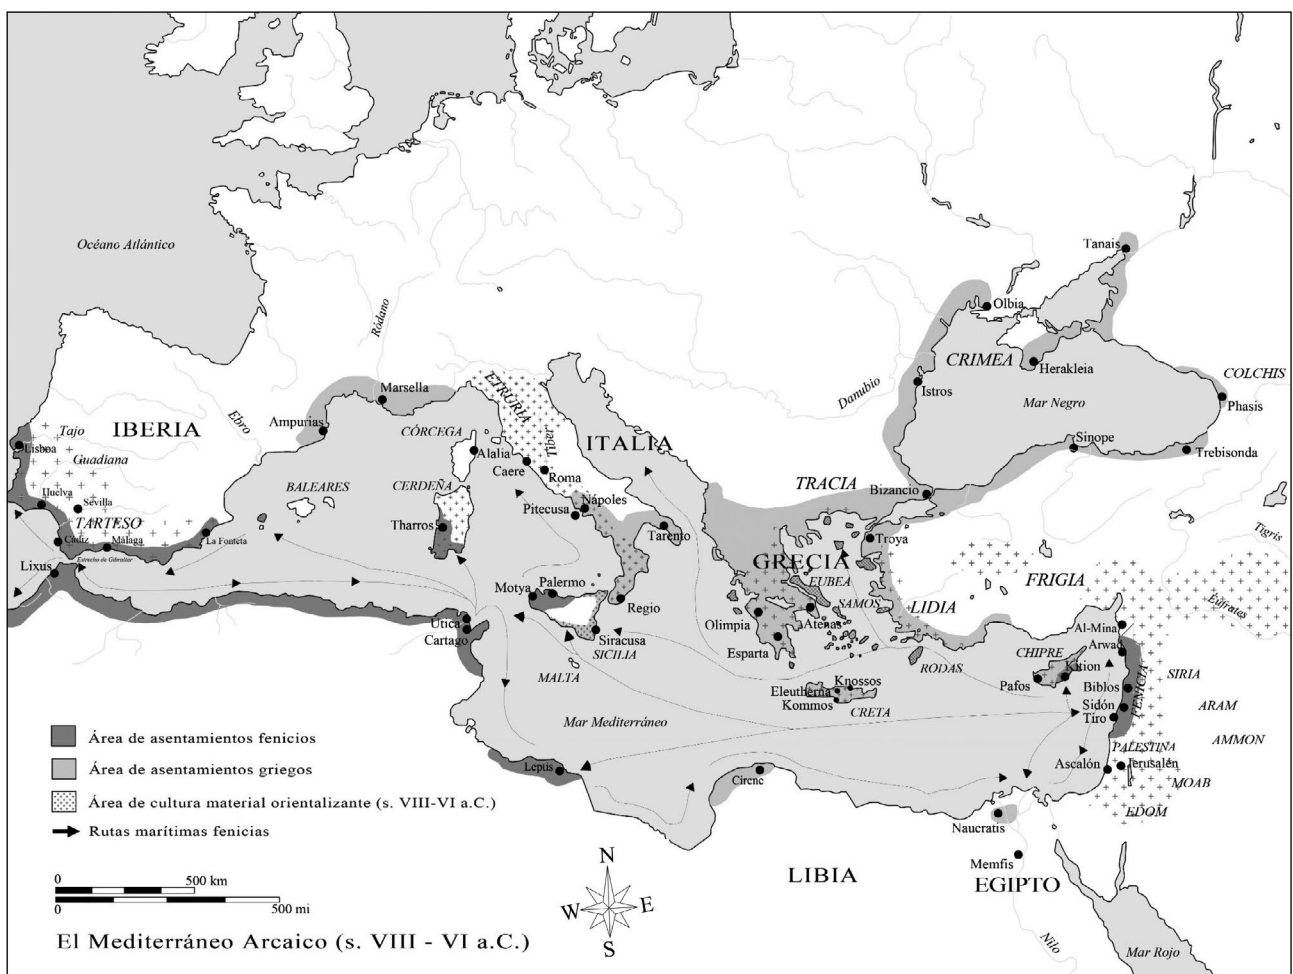 Océano Atlántico
Tanais
Olbia
Ródano
CRIMEA
Herakleia
COLCHIS
Danubio
Istros
Mar Negro
Phasis
ETRURIA
Marsella
Ebro
Ampurias
Tajo
IBERIA
CÓRCEGA
Tíber
ITALIA
Sinope
Lisboa
Guadiana
Alalia
Caere
Roma
Trebisonda
BALEARES
CERDEÑA
TRACIA
Bizancio
Huelva
Sevilla
Nápoles
Pitecusa
TARTESO
Tharros
Tarento
Troya
Tigris
Cádiz
Málaga
La Fonteta
Estrecho de Gibraltar
GRECIA
Lixus
EUBEA
FRIGIA
Motya
Palermo
Regio
SAMOS
LIDIA
Éufrates
Útica
Cartago
Siracusa
SICILIA
Olimpia
Atenas
Al-Mina
Esparta
Arwad
CHIPRE
Kition
MALTA
RODAS
SIRIA
Pafos
Knossos
Eleutherna
Kommos
CRETA
Biblos
FENICIA
Sidón
Tiro
ARAM
Mar Mediterráneo
AMMON
PALESTINA
Ascalón
Jerusalén
MOAB
EDOM
Lepus
Cirene
Naucratis
Memfis
LIBIA
EGIPTO
Nilo
Mar Rojo
Área de asentamientos fenicios
Área de asentamientos griegos
Área de cultura material orientalizante (s. VIII-VI a.C.)
Rutas marítimas fenicias
0 500 km
0 500 mi
N
W E
S
El Mediterráneo Arcaico (s. VIII - VI a.C.)